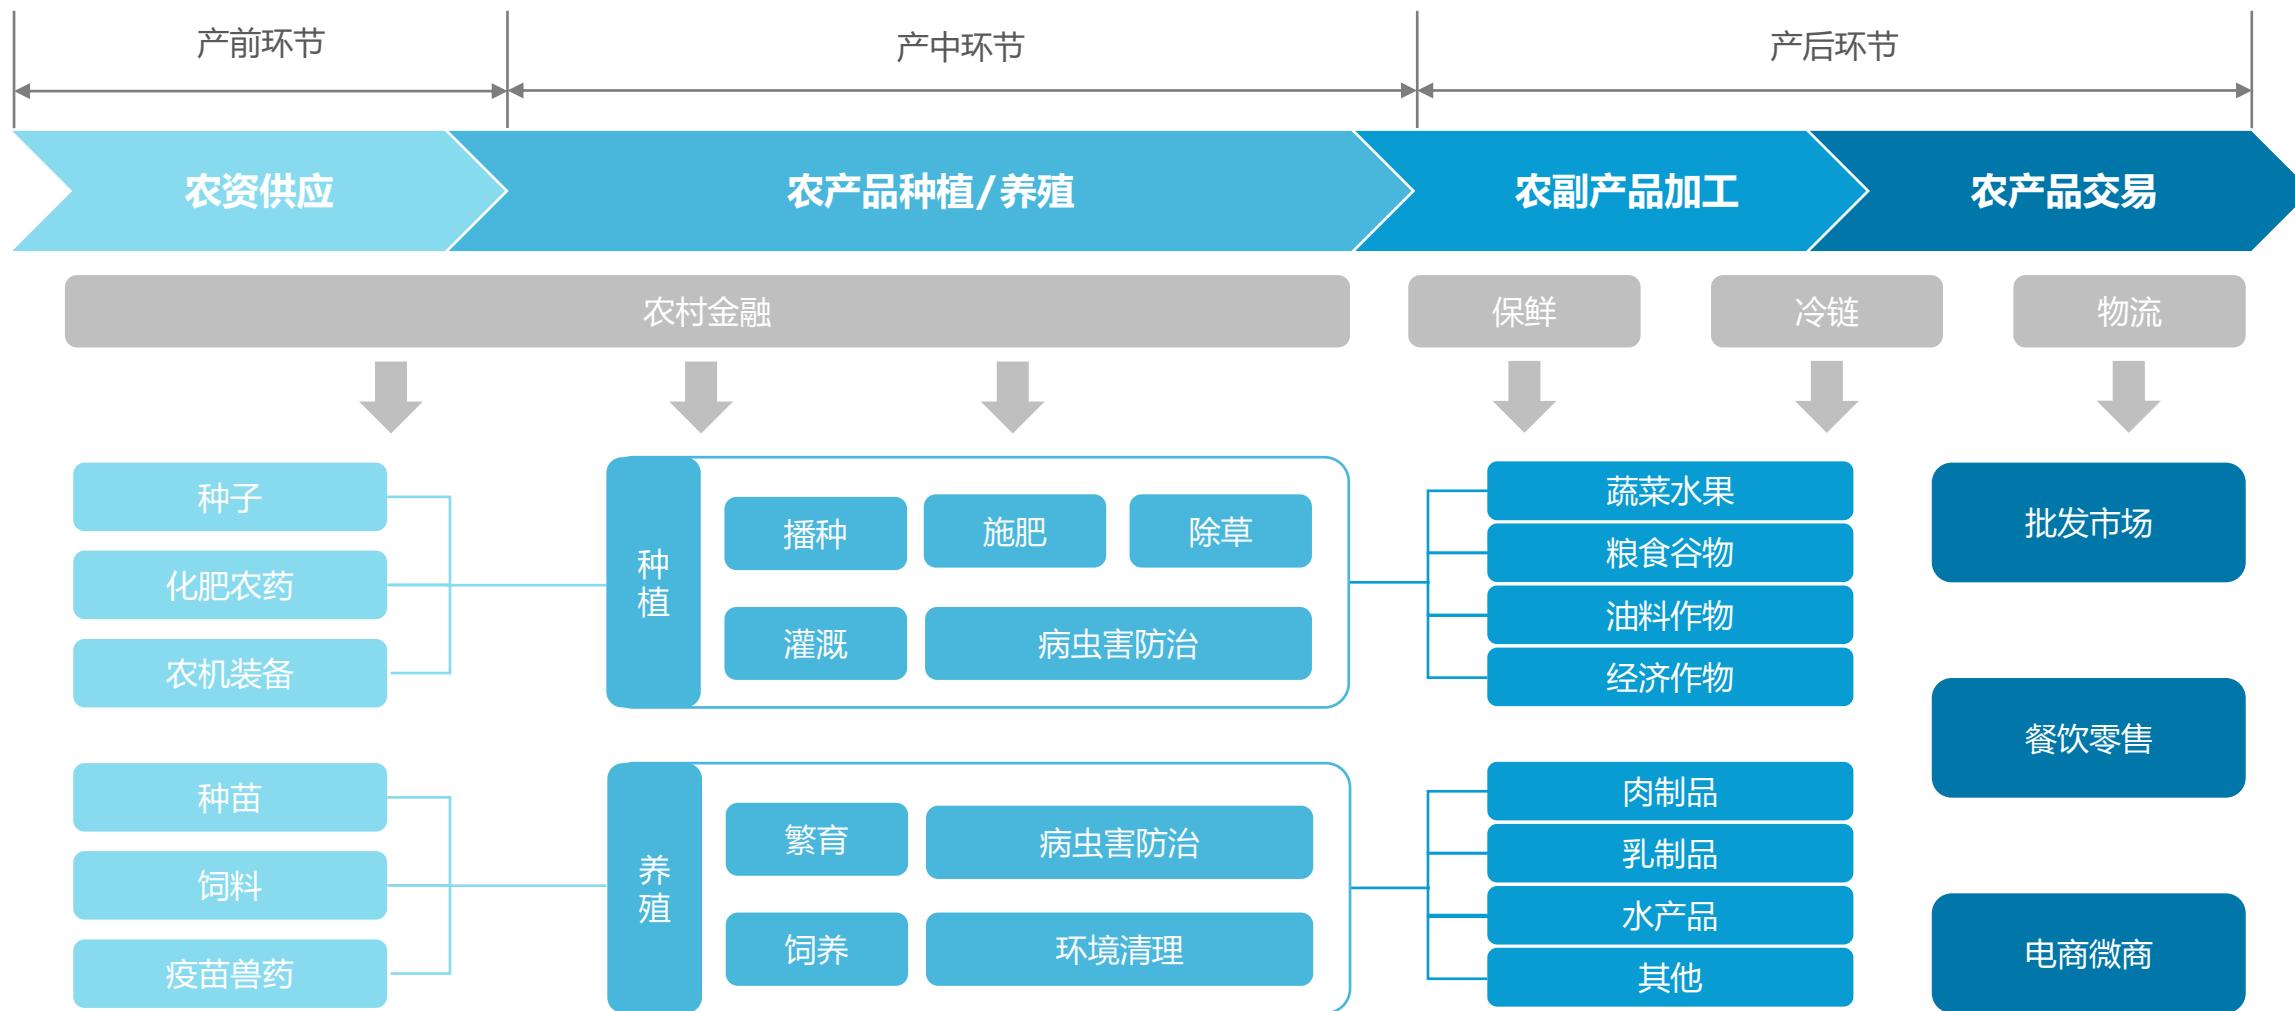 产前环节
产中环节
产后环节
农资供应
农产品种植/养殖
农副产品加工
农产品交易
农村金融
保鲜
冷链
物流
种子
化肥农药
农机装备
种植
播种
施肥
除草
灌溉
病虫害防治
蔬菜水果
粮食谷物
油料作物
经济作物
批发市场
餐饮零售
电商微商
种苗
饲料
疫苗兽药
养殖
繁育
病虫害防治
饲养
环境清理
肉制品
乳制品
水产品
其他